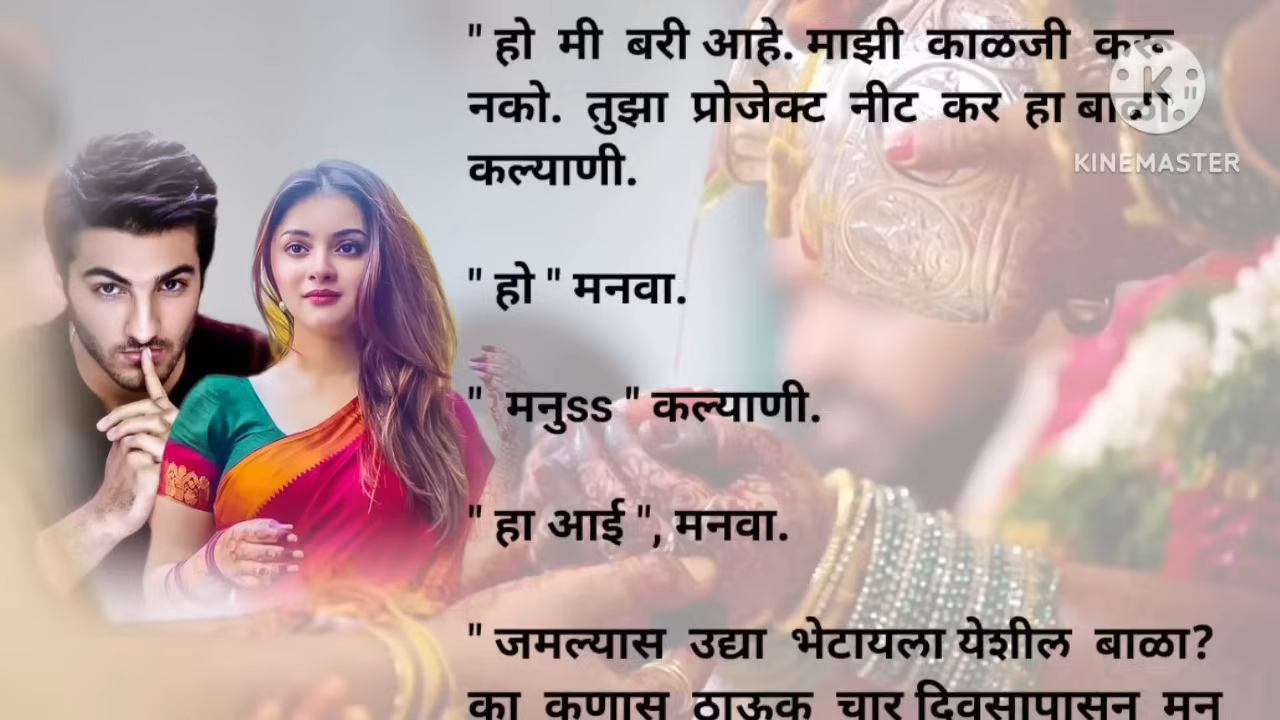 " हो मी बरी आहे. माझी काळजी करू
नको. तुझा प्रोजेक्ट नीट कर हा बाळा.
कल्याणी.
" हो " मनवा.
" मनुss " कल्याणी.
" हा आई ", मनवा.
" जमल्यास उद्या भेटायला येशील बाळा?
का कुणास ठाऊक चार दिवसापासून मन
KINEMASTER